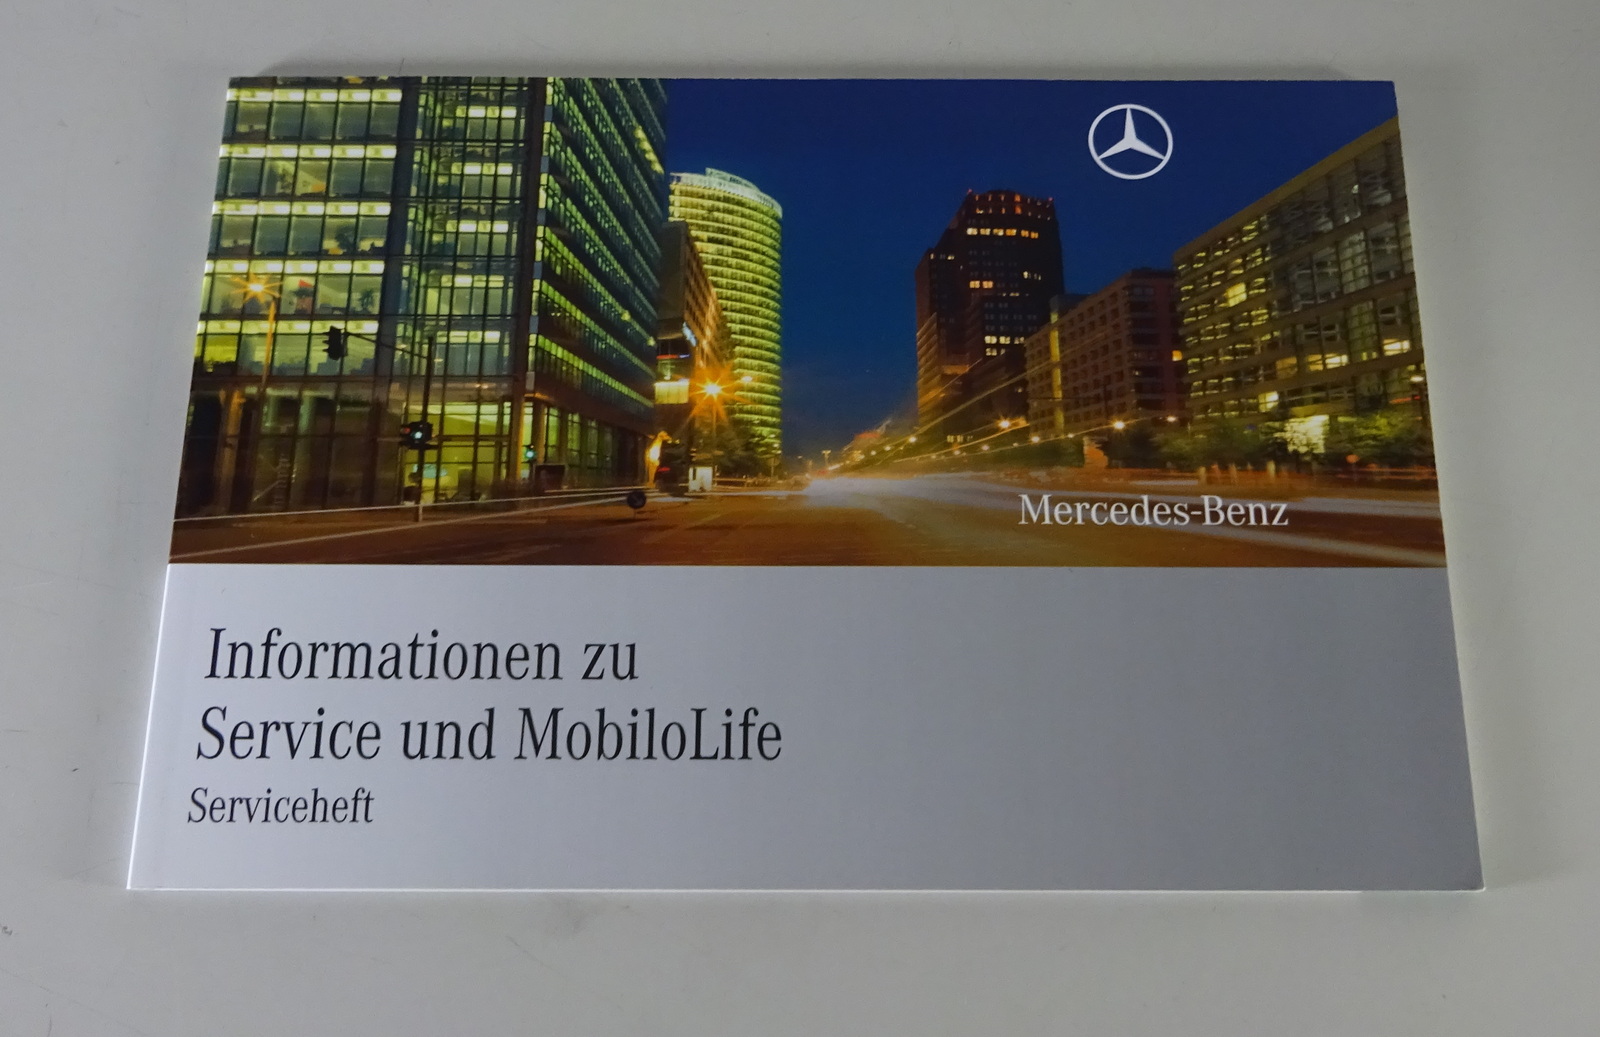 Mercedes-Benz
Informationen zu
Service und MobiloLife
Serviceheft